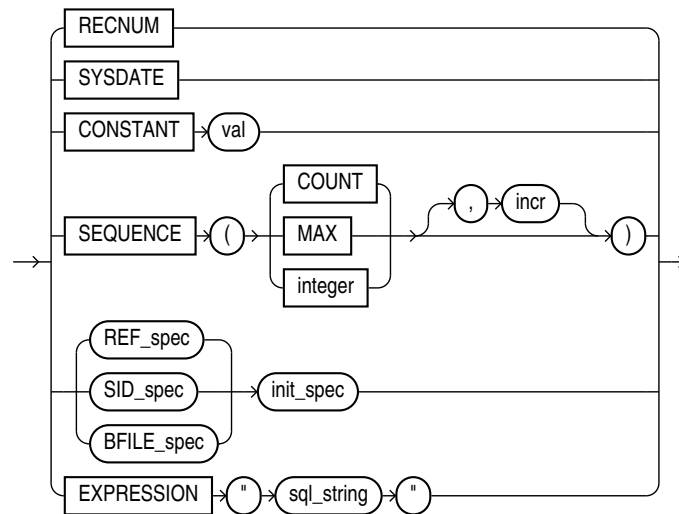 RECNUM
SYSDATE
CONSTANT val
COUNT
, incr
SEQUENCE ( MAX )
integer
REF_spec
SID_spec init_spec
BFILE_spec
EXPRESSION " sql_string "